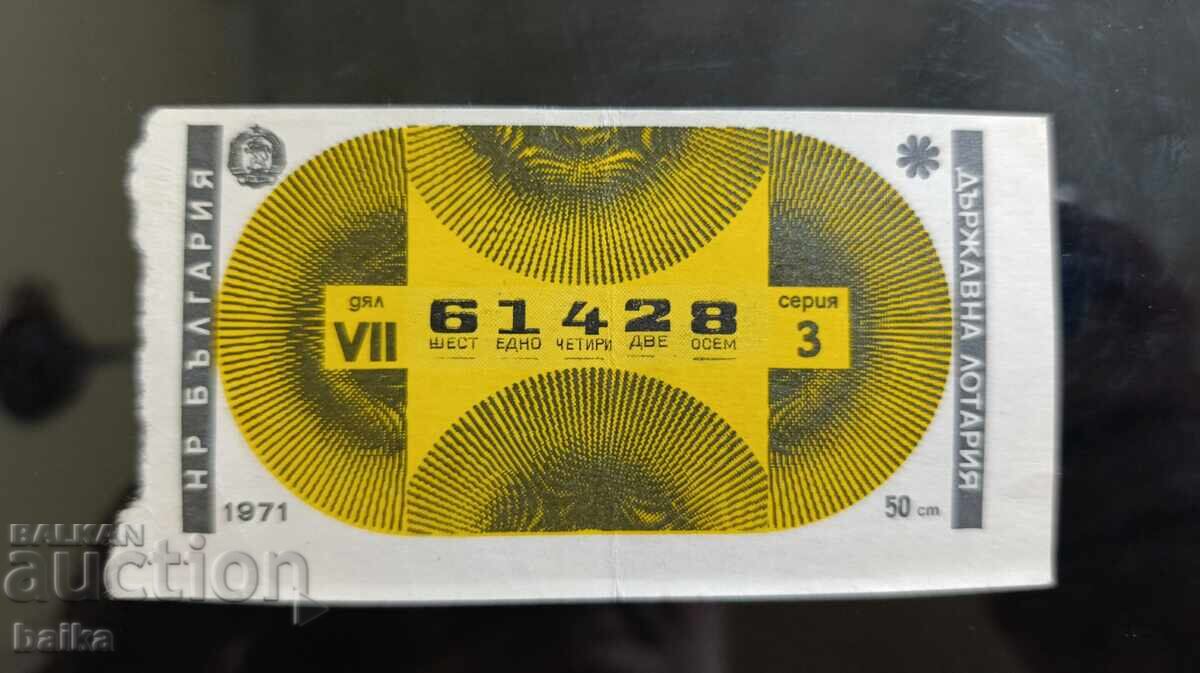 НР БЪЛГАРИЯ
1971
дял
VII
61428
ШЕСТ ЕДНО ЧЕТИРИ ДВЕ ОСЕМ
серия
3
50 ст
ДЪРЖАВНА ЛОТАРИЯ
BALKAN
auction
baika